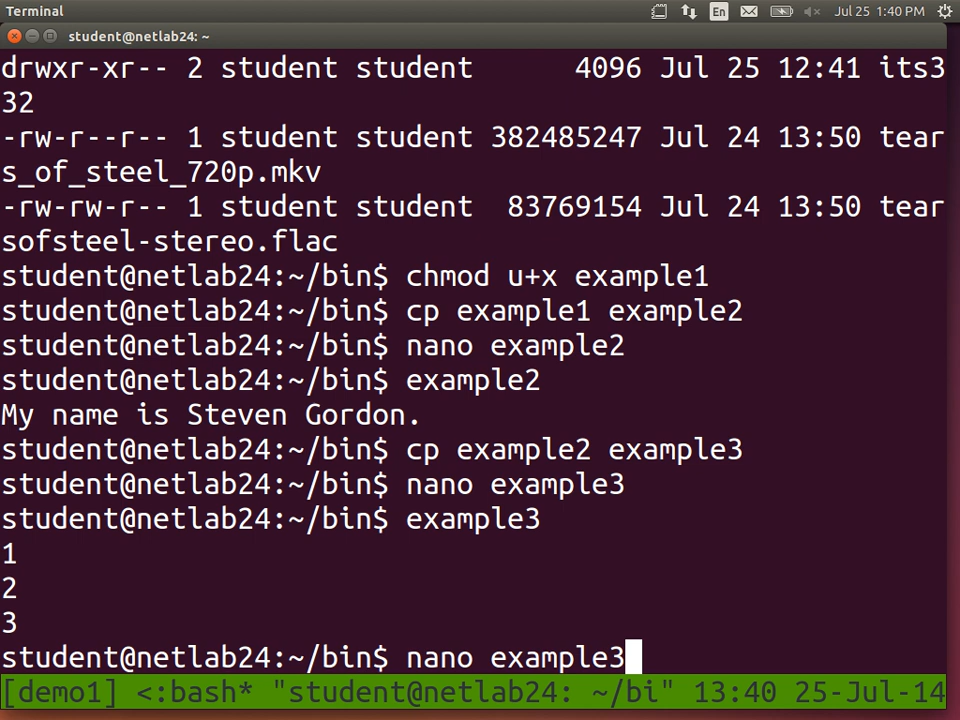 Terminal
En
Jul 25 1:40 PM
student@netlab24: ~
drwxr-xr-- 2 student student      4096 Jul 25 12:41 its3
32
-rw-r--r-- 1 student student 382485247 Jul 24 13:50 tear
s_of_steel_720p.mkv
-rw-rw-r-- 1 student student  83769154 Jul 24 13:50 tear
sofsteel-stereo.flac
student@netlab24:~/bin$ chmod u+x example1
student@netlab24:~/bin$ cp example1 example2
student@netlab24:~/bin$ nano example2
student@netlab24:~/bin$ example2
My name is Steven Gordon.
student@netlab24:~/bin$ cp example2 example3
student@netlab24:~/bin$ nano example3
student@netlab24:~/bin$ example3
1
2
3
student@netlab24:~/bin$ nano example3
[demo1] <:bash* "student@netlab24: ~/bi" 13:40 25-Jul-14